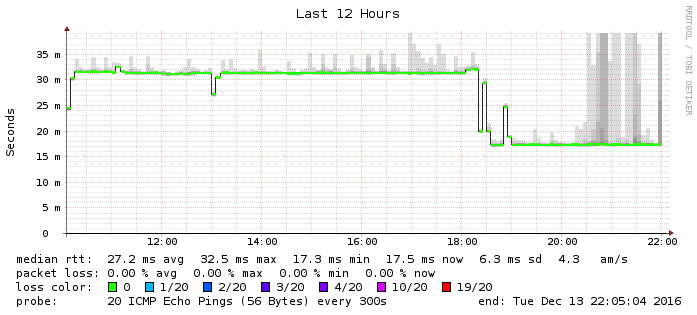 Last 12 Hours
RRDTOOL / TOBI OETIKER
Seconds
35 m
30 m
25 m
20 m
15 m
10 m
5 m
0
12:00 14:00 16:00 18:00 20:00 22:00
median rtt: 27.2 ms avg 32.5 ms max 17.3 ms min 17.5 ms now 6.3 ms sd 4.3 am/s
packet loss: 0.00 % avg 0.00 % max 0.00 % min 0.00 % now
loss color: 0 1/20 2/20 3/20 4/20 10/20 19/20
probe: 20 ICMP Echo Pings (56 Bytes) every 300s end: Tue Dec 13 22:05:04 2016